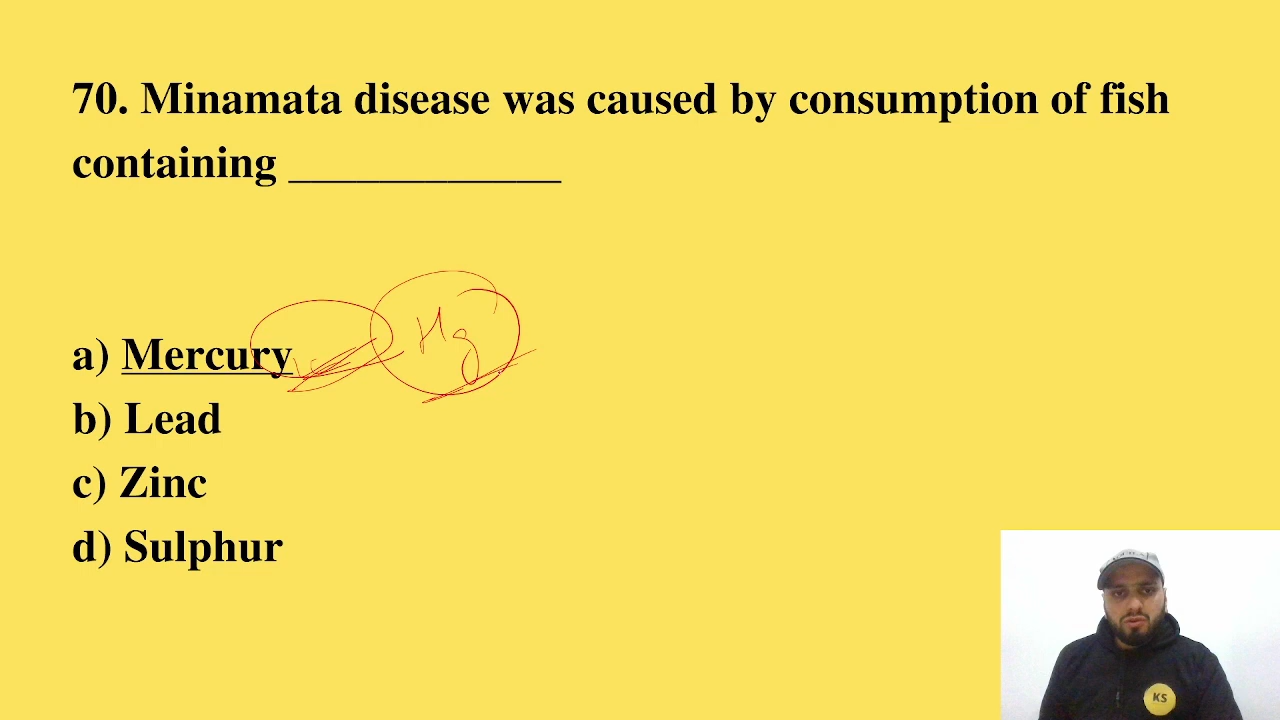 70. Minamata disease was caused by consumption of fish
containing ____________
a) Mercury
Hg
b) Lead
c) Zinc
d) Sulphur
KS